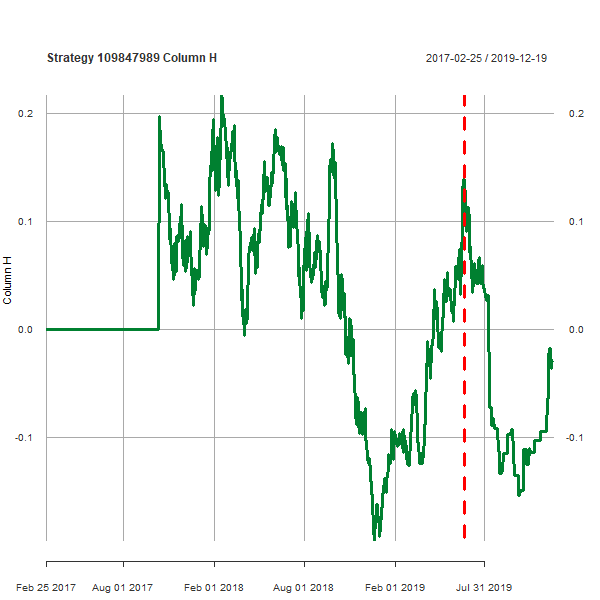 Strategy 109847989 Column H
2017-02-25 / 2019-12-19
0.2
0.2
0.1
0.1
0.0
0.0
-0.1
-0.1
Column H
Feb 25 2017
Aug 01 2017
Feb 01 2018
Aug 01 2018
Feb 01 2019
Jul 31 2019